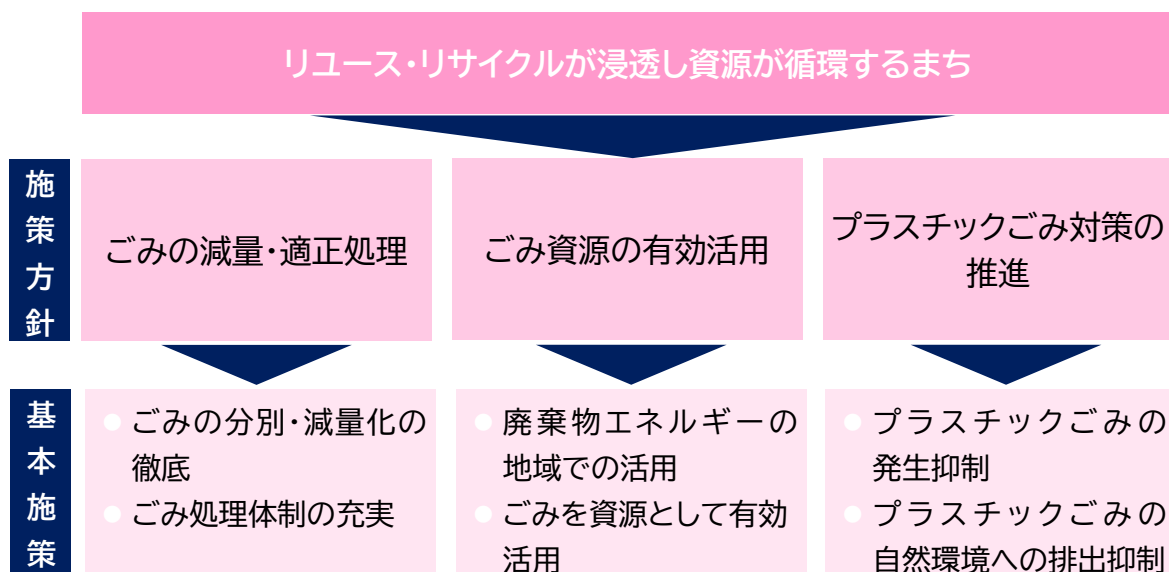 リユース・リサイクルが浸透し資源が循環するまち
施策方針
ごみの減量・適正処理
ごみ資源の有効活用
プラスチックごみ対策の
推進
基本施策
ごみの分別・減量化の
徹底
ごみ処理体制の充実
廃棄物エネルギーの
地域での活用
ごみを資源として有効
活用
プラスチックごみの
発生抑制
プラスチックごみの
自然環境への排出抑制